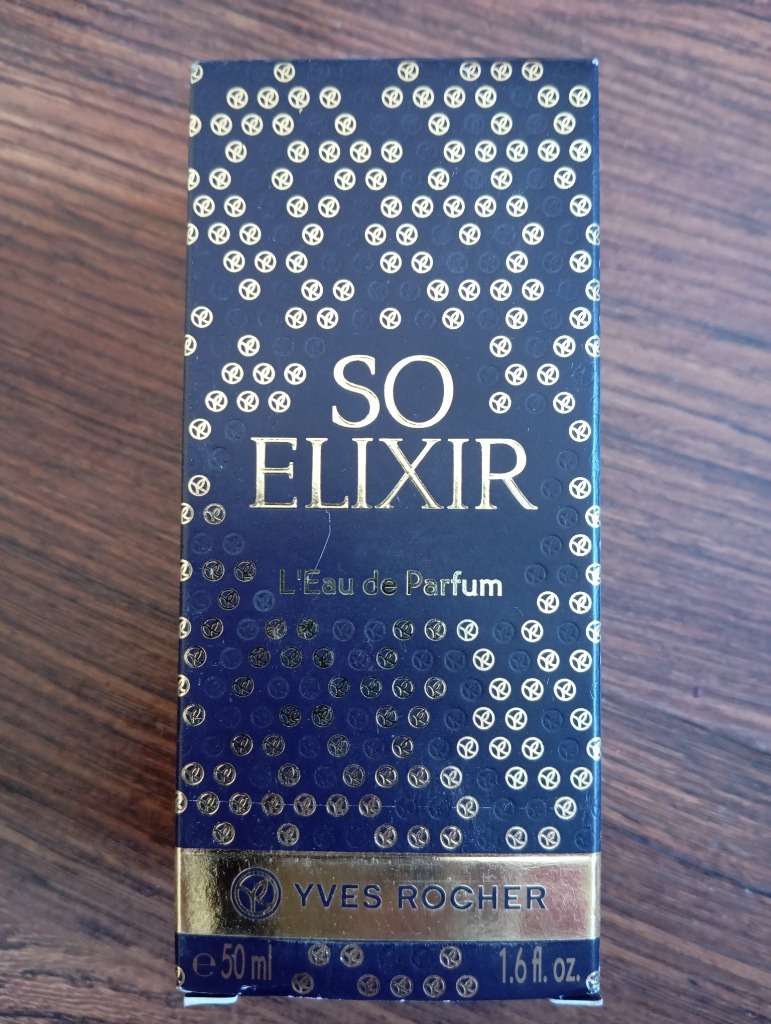 SO
ELIXIR
L'Eau de Parfum
YVES ROCHER
℮ 50 ml 1.6 fl. oz.